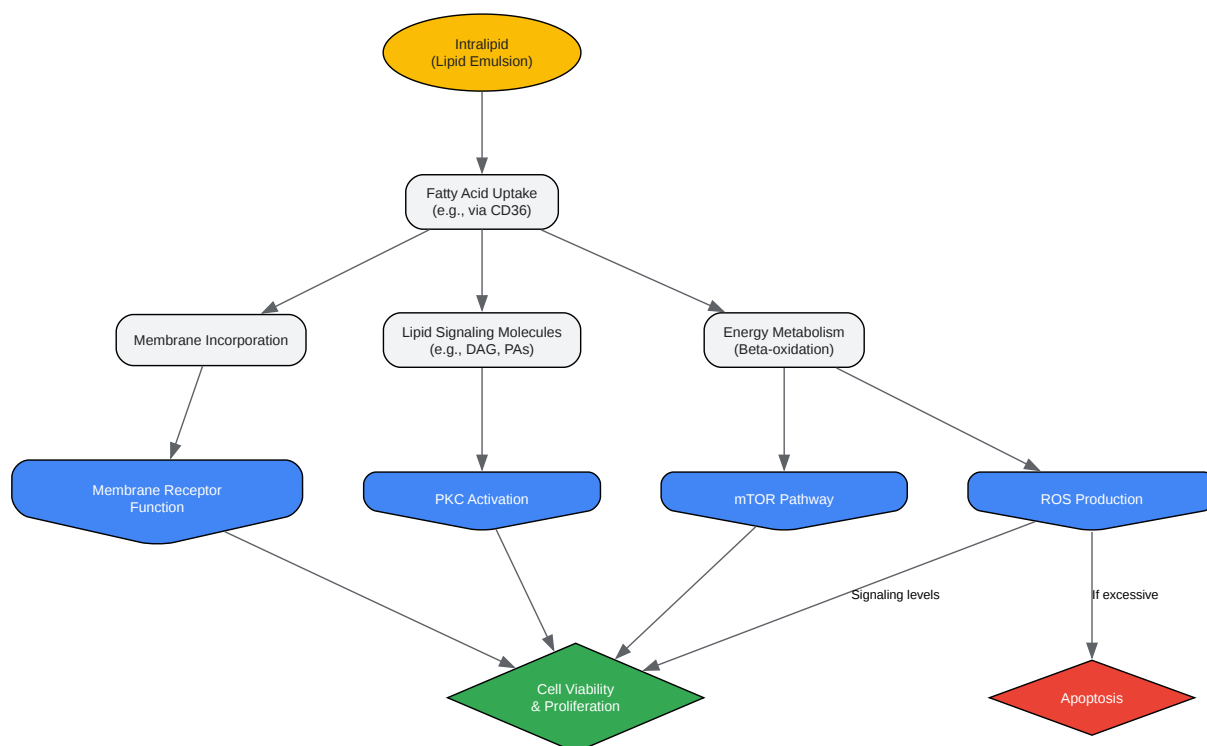 Intralipid
(Lipid Emulsion)
Fatty Acid Uptake
(e.g., via CD36)
Membrane Incorporation
Lipid Signaling Molecules
(e.g., DAG, PAs)
Energy Metabolism
(Beta-oxidation)
Membrane Receptor
Function
PKC Activation
mTOR Pathway
ROS Production
Signaling levels
If excessive
Cell Viability
& Proliferation
Apoptosis